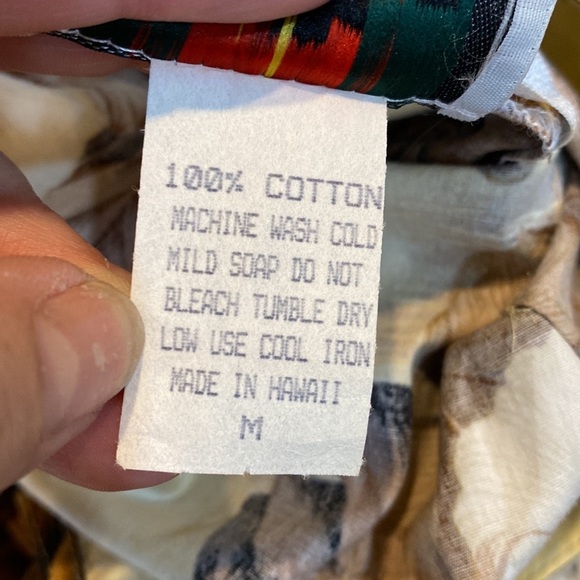 100% COTTON
MACHINE WASH COLD
MILD SOAP DO NOT
BLEACH TUMBLE DRY
LOW USE COOL IRON
MADE IN HAWAII
M